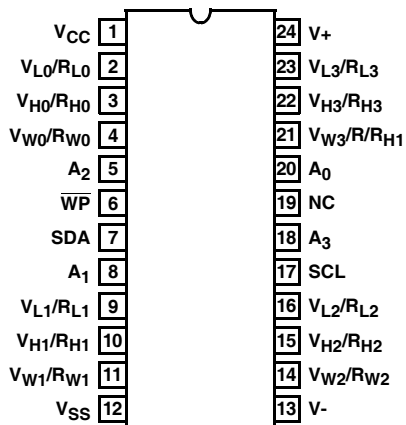 VCC 1 24 V+
VL0/RL0 2 23 VL3/RL3
VH0/RH0 3 22 VH3/RH3
VW0/RW0 4 21 VW3/R/RH1
A2 5 20 A0
WP 6 19 NC
SDA 7 18 A3
A1 8 17 SCL
VL1/RL1 9 16 VL2/RL2
VH1/RH1 10 15 VH2/RH2
VW1/RW1 11 14 VW2/RW2
VSS 12 13 V-